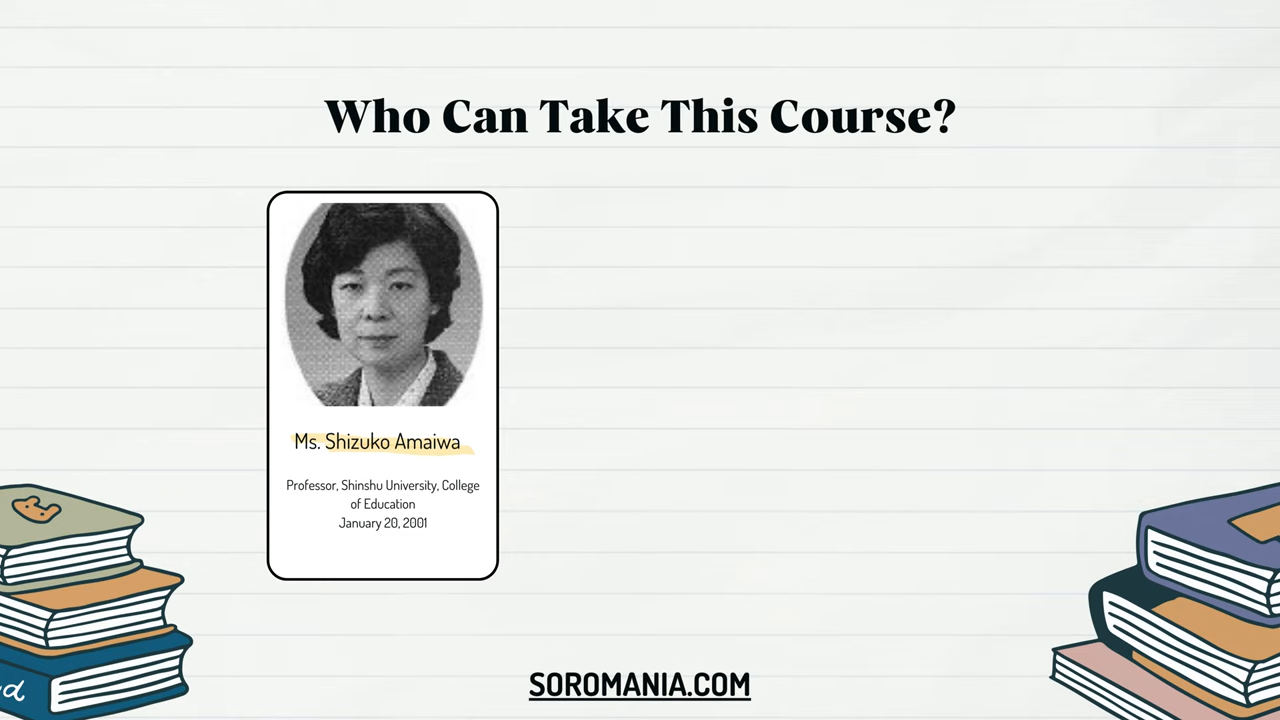 Who Can Take This Course?
Ms. Shizuko Amaiwa
Professor, Shinshu University, College
of Education
January 20, 2001
d
SOROMANIA.COM